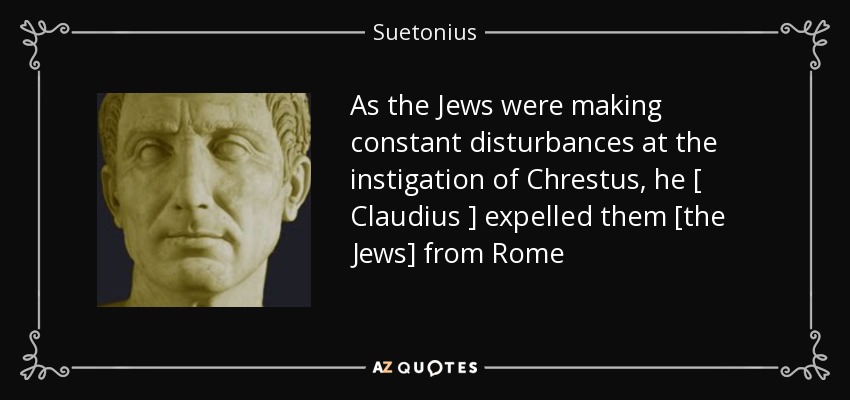 Suetonius
As the Jews were making
constant disturbances at the
instigation of Chrestus, he [
Claudius ] expelled them [the
Jews] from Rome
AZ QUOTES